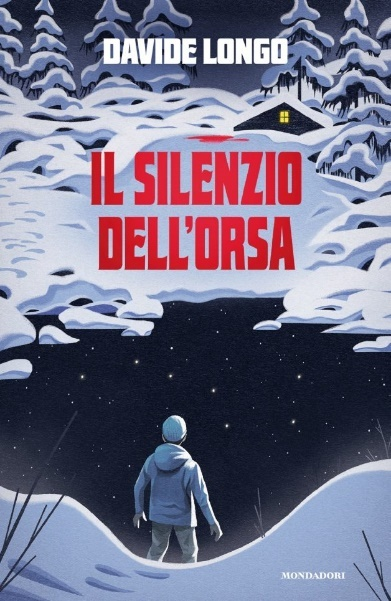 DAVIDE LONGO
IL SILENZIO
DELL'ORSA
MONDADORI